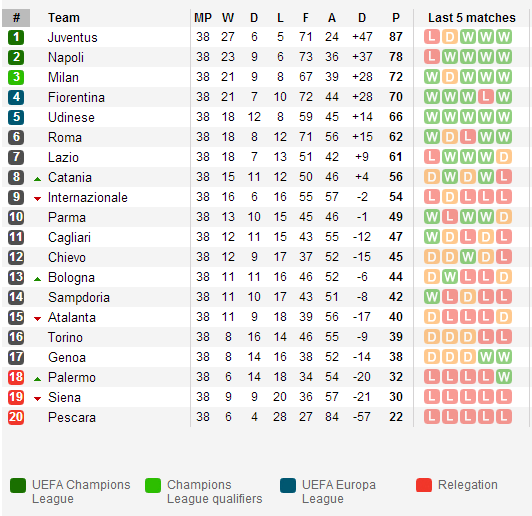 # Team MP W D L F A D P Last 5 matches
1 Juventus 38 27 6 5 71 24 +47 87 L D W W W
2 Napoli 38 23 9 6 73 36 +37 78 L W W W W
3 Milan 38 21 9 8 67 39 +28 72 W D W W W
4 Fiorentina 38 21 7 10 72 44 +28 70 W W W L W
5 Udinese 38 18 12 8 59 45 +14 66 W W W W W
6 Roma 38 18 8 12 71 56 +15 62 W D L W W
7 Lazio 38 18 7 13 51 42 +9 61 L W W W D
8 Catania 38 15 11 12 50 46 +4 56 D W D W L
9 Internazionale 38 16 6 16 55 57 -2 54 L D L L L
10 Parma 38 13 10 15 45 46 -1 49 W L W W D
11 Cagliari 38 12 11 15 43 55 -12 47 W D L D L
12 Chievo 38 12 9 17 37 52 -15 45 D D W D L
13 Bologna 38 11 11 16 46 52 -6 44 D W L L D
14 Sampdoria 38 11 10 17 43 51 -8 42 W L D L L
15 Atalanta 38 11 9 18 39 56 -17 40 D L L L D
16 Torino 38 8 16 14 46 55 -9 39 D D D L L
17 Genoa 38 8 14 16 38 52 -14 38 D D D W W
18 Palermo 38 6 14 18 34 54 -20 32 L L L L W
19 Siena 38 9 9 20 36 57 -21 30 L L L L L
20 Pescara 38 6 4 28 27 84 -57 22 L L L L L
UEFA Champions League
Champions League qualifiers
UEFA Europa League
Relegation